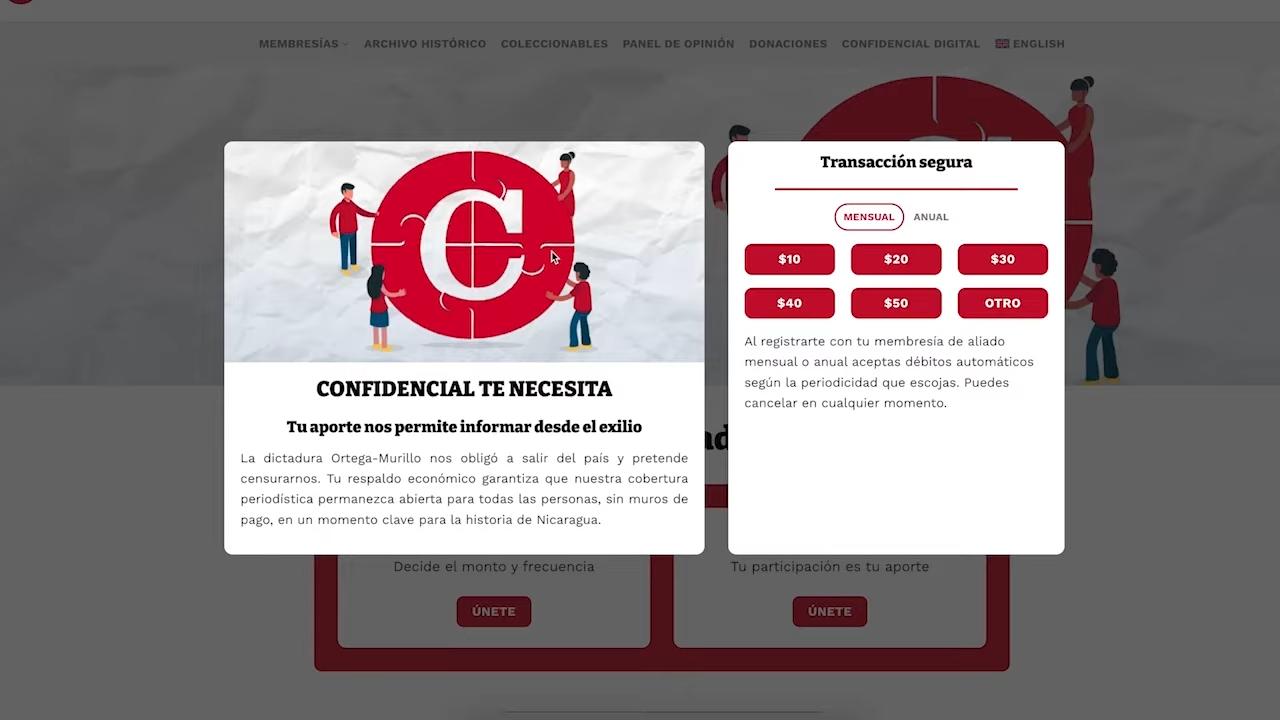 MEMBRESÍAS ARCHIVO HISTÓRICO COLECCIONABLES PANEL DE OPINIÓN DONACIONES CONFIDENCIAL DIGITAL ENGLISH
C
CONFIDENCIAL TE NECESITA
Tu aporte nos permite informar desde el exilio
La dictadura Ortega-Murillo nos obligó a salir del país y pretende
censurarnos. Tu respaldo económico garantiza que nuestra cobertura
periodística permanezca abierta para todas las personas, sin muros de
pago, en un momento clave para la historia de Nicaragua.
Transacción segura
MENSUAL ANUAL
$10 $20 $30
$40 $50 OTRO
Al registrarte con tu membresía de aliado
mensual o anual aceptas débitos automáticos
según la periodicidad que escojas. Puedes
cancelar en cualquier momento.
Decide el monto y frecuencia
ÚNETE
Tu participación es tu aporte
ÚNETE